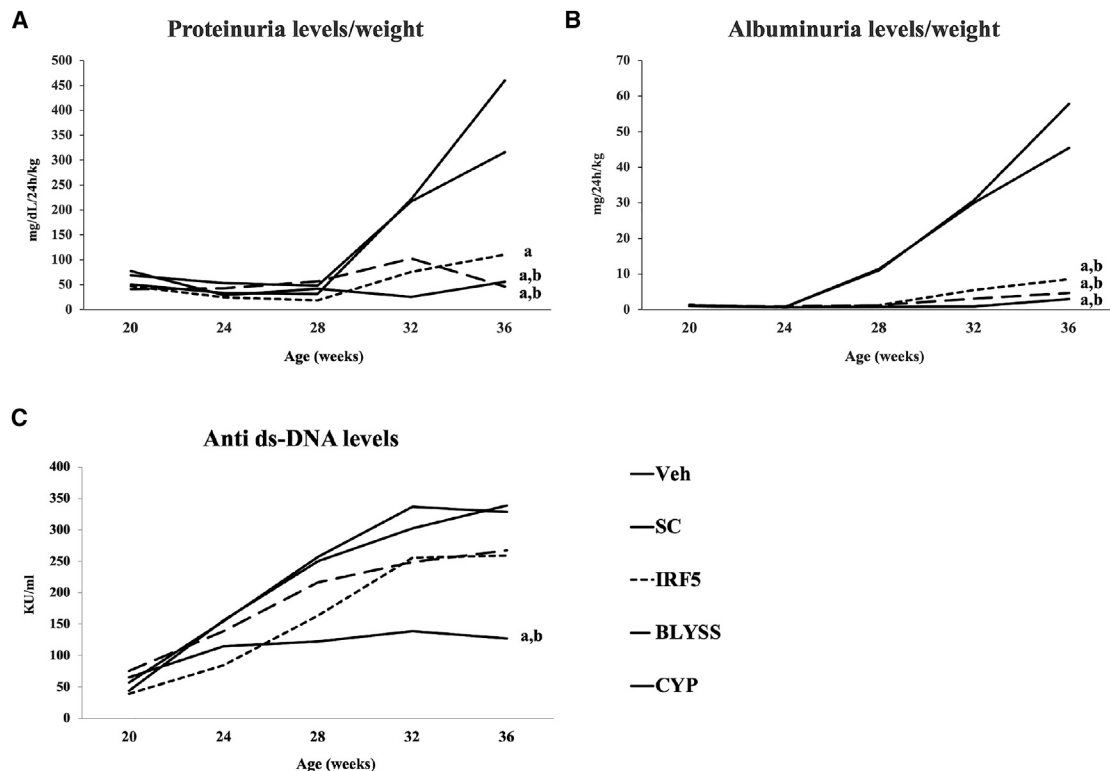 A
Proteinuria levels/weight
500
450
400
350
300
250
200
150
100
50
0
mg/dL/24h/kg
20 24 28 32 36
Age (weeks)
a
a,b
a,b
B
Albuminuria levels/weight
70
60
50
40
30
20
10
0
mg/24h/kg
20 24 28 32 36
Age (weeks)
a,b
a,b
a,b
C
Anti ds-DNA levels
400
350
300
250
200
150
100
50
0
KU/ml
20 24 28 32 36
Age (weeks)
a,b
Veh
SC
IRF5
BLYSS
CYP